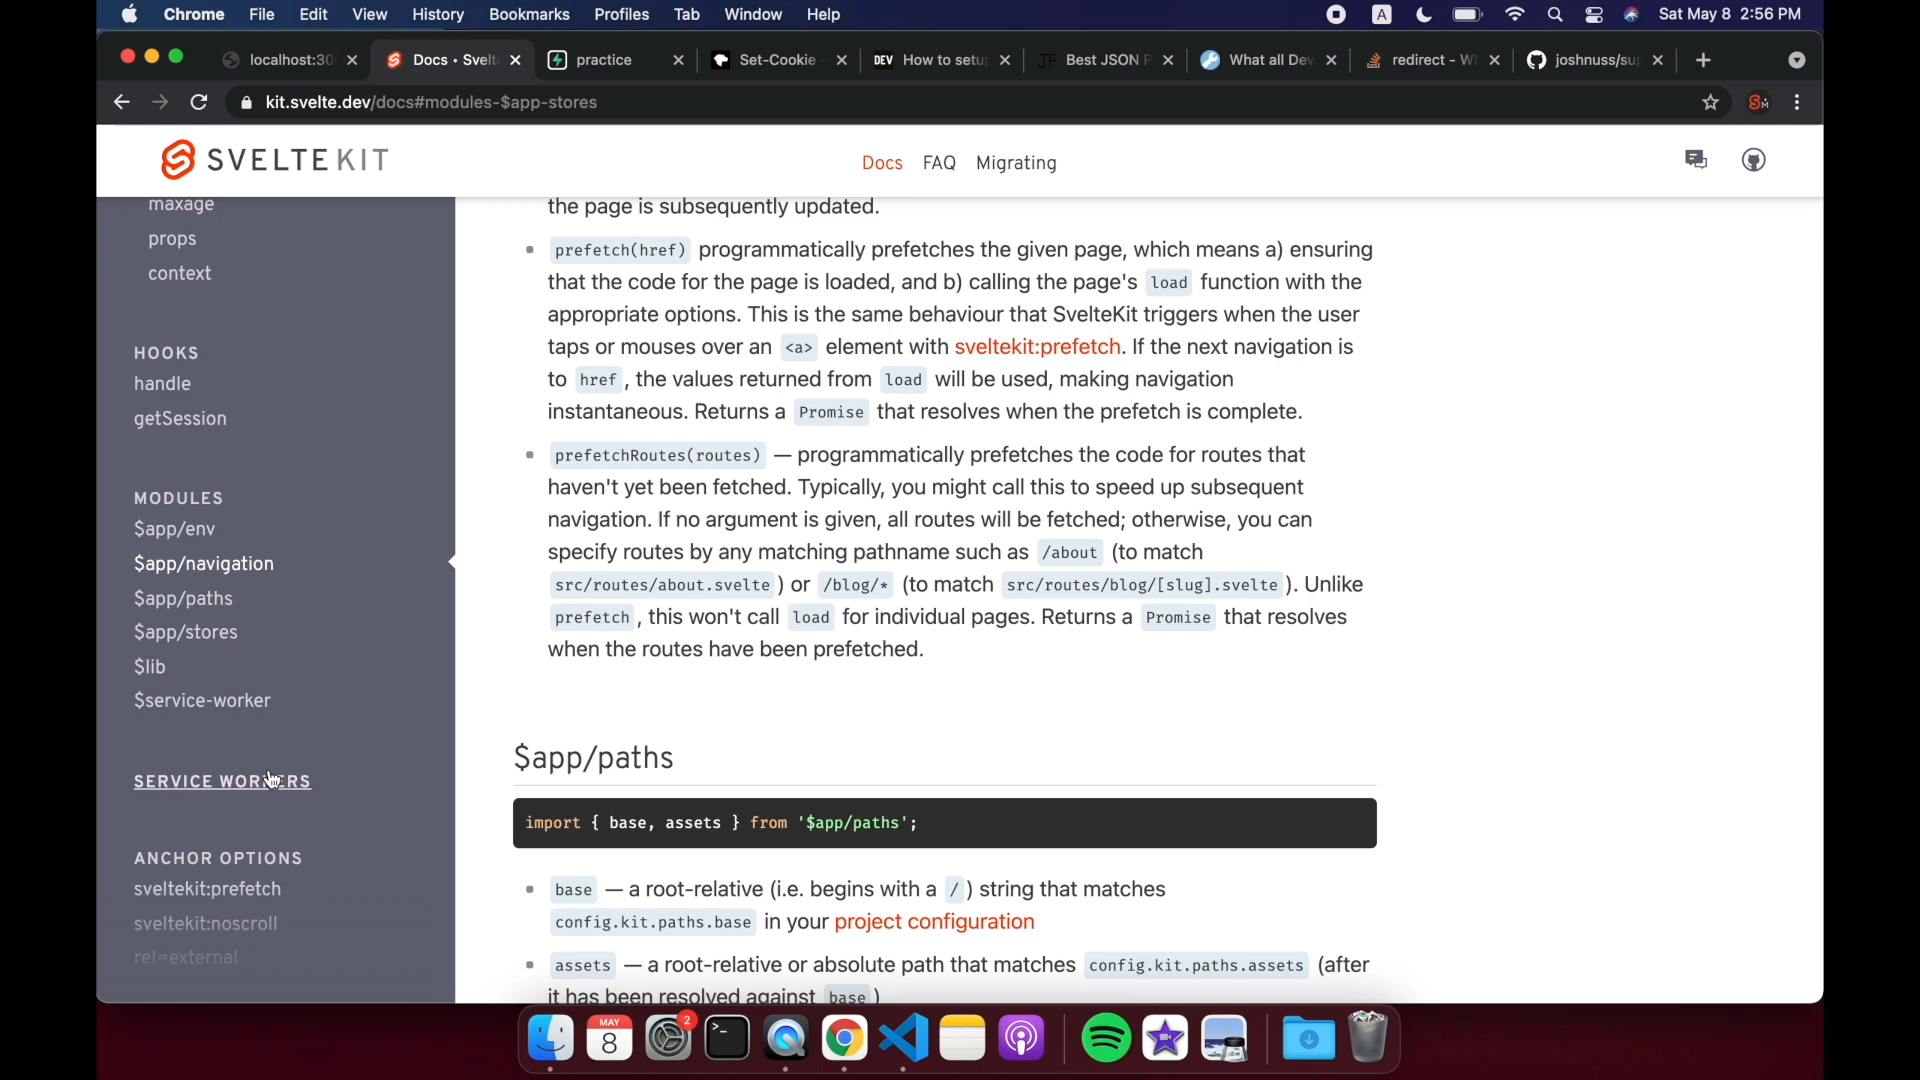 Chrome File Edit View History Bookmarks Profiles Tab Window Help A Sat May 8 2:56 PM
localhost:30 Docs • Svelt practice Set-Cookie DEV How to setu JF Best JSON P What all Dev redirect - W joshnuss/su
kit.svelte.dev/docs#modules-$app-stores
SVELTEKIT
Docs FAQ Migrating
maxage
props
context
HOOKS
handle
getSession
MODULES
$app/env
$app/navigation
$app/paths
$app/stores
$lib
$service-worker
SERVICE WORKERS
ANCHOR OPTIONS
sveltekit:prefetch
sveltekit:noscroll
rel=external
the page is subsequently updated.
prefetch(href) programmatically prefetches the given page, which means a) ensuring
that the code for the page is loaded, and b) calling the page's load function with the
appropriate options. This is the same behaviour that SvelteKit triggers when the user
taps or mouses over an <a> element with sveltekit:prefetch. If the next navigation is
to href, the values returned from load will be used, making navigation
instantaneous. Returns a Promise that resolves when the prefetch is complete.
prefetchRoutes(routes) — programmatically prefetches the code for routes that
haven't yet been fetched. Typically, you might call this to speed up subsequent
navigation. If no argument is given, all routes will be fetched; otherwise, you can
specify routes by any matching pathname such as /about (to match
src/routes/about.svelte) or /blog/* (to match src/routes/blog/[slug].svelte). Unlike
prefetch, this won't call load for individual pages. Returns a Promise that resolves
when the routes have been prefetched.
$app/paths
import { base, assets } from '$app/paths';
base — a root-relative (i.e. begins with a /) string that matches
config.kit.paths.base in your project configuration
assets — a root-relative or absolute path that matches config.kit.paths.assets (after
it has been resolved against base)
MAY
8
2